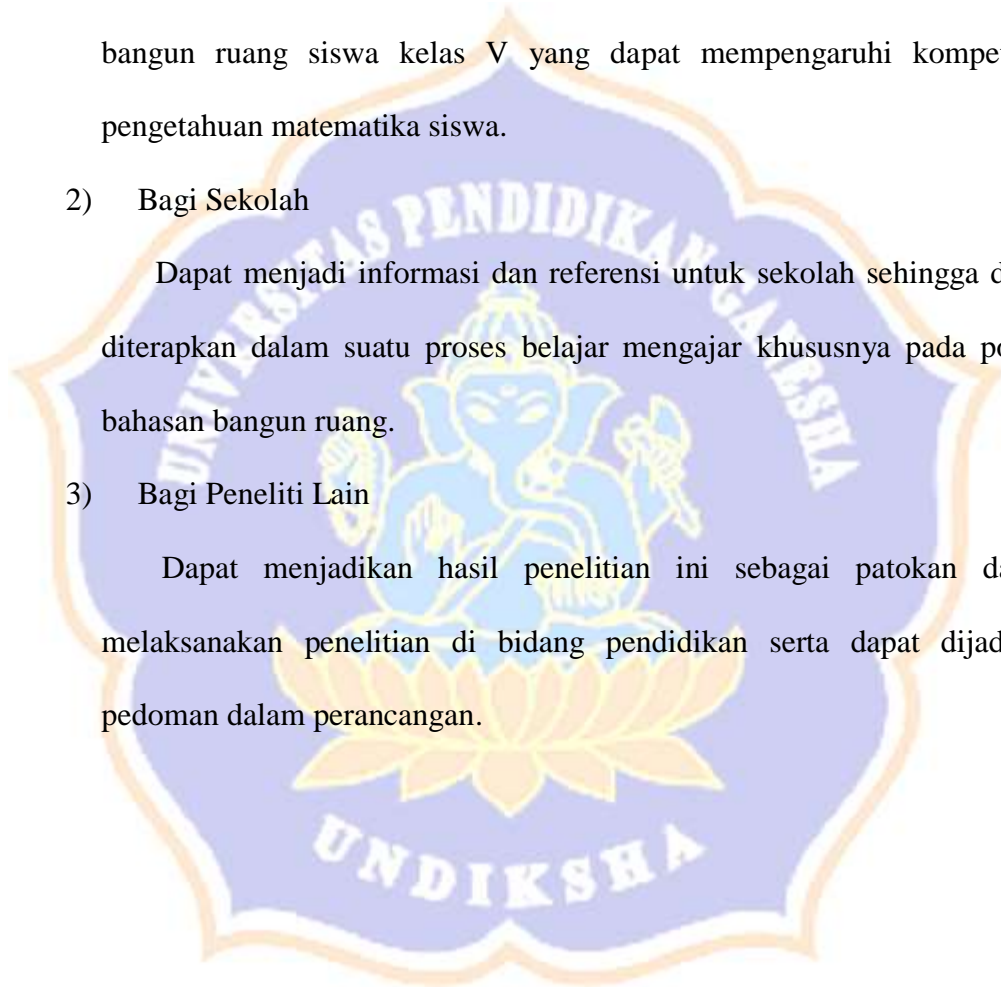 bangun ruang siswa kelas V yang dapat mempengaruhi kompe
pengetahuan matematika siswa.
2) Bagi Sekolah
UNIVERSITAS PENDIDIKAN GANESHA
Dapat menjadi informasi dan referensi untuk sekolah sehingga d
diterapkan dalam suatu proses belajar mengajar khususnya pada po
bahasan bangun ruang.
3) Bagi Peneliti Lain
Dapat menjadikan hasil penelitian ini sebagai patokan da
melaksanakan penelitian di bidang pendidikan serta dapat dijad
pedoman dalam perancangan.
UNDIKSHA